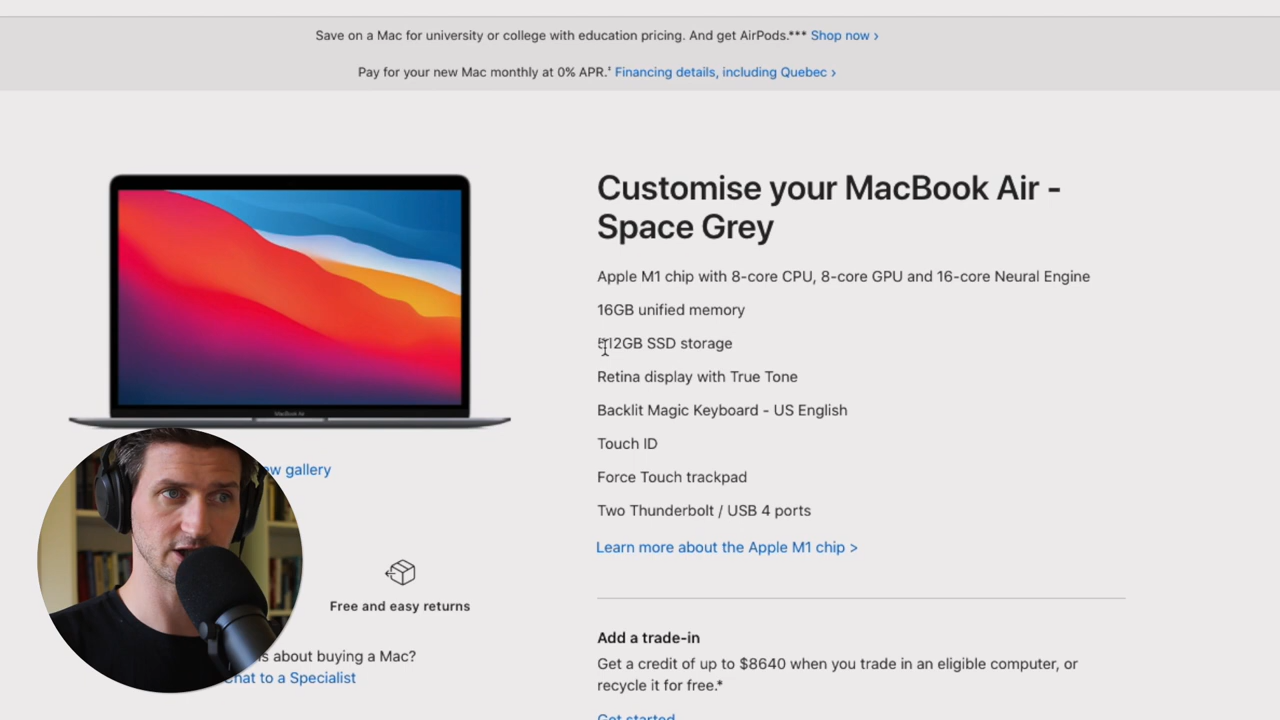 Save on a Mac for university or college with education pricing. And get AirPods.*** Shop now ›
Pay for your new Mac monthly at 0% APR.‡ Financing details, including Quebec ›
Customise your MacBook Air -
Space Grey
Apple M1 chip with 8-core CPU, 8-core GPU and 16-core Neural Engine
16GB unified memory
512GB SSD storage
Retina display with True Tone
Backlit Magic Keyboard - US English
Touch ID
Force Touch trackpad
Two Thunderbolt / USB 4 ports
Learn more about the Apple M1 chip >
Add a trade-in
Get a credit of up to $8640 when you trade in an eligible computer, or
recycle it for free.*
Get started
MacBook Air
gallery
Free and easy returns
about buying a Mac?
Chat to a Specialist